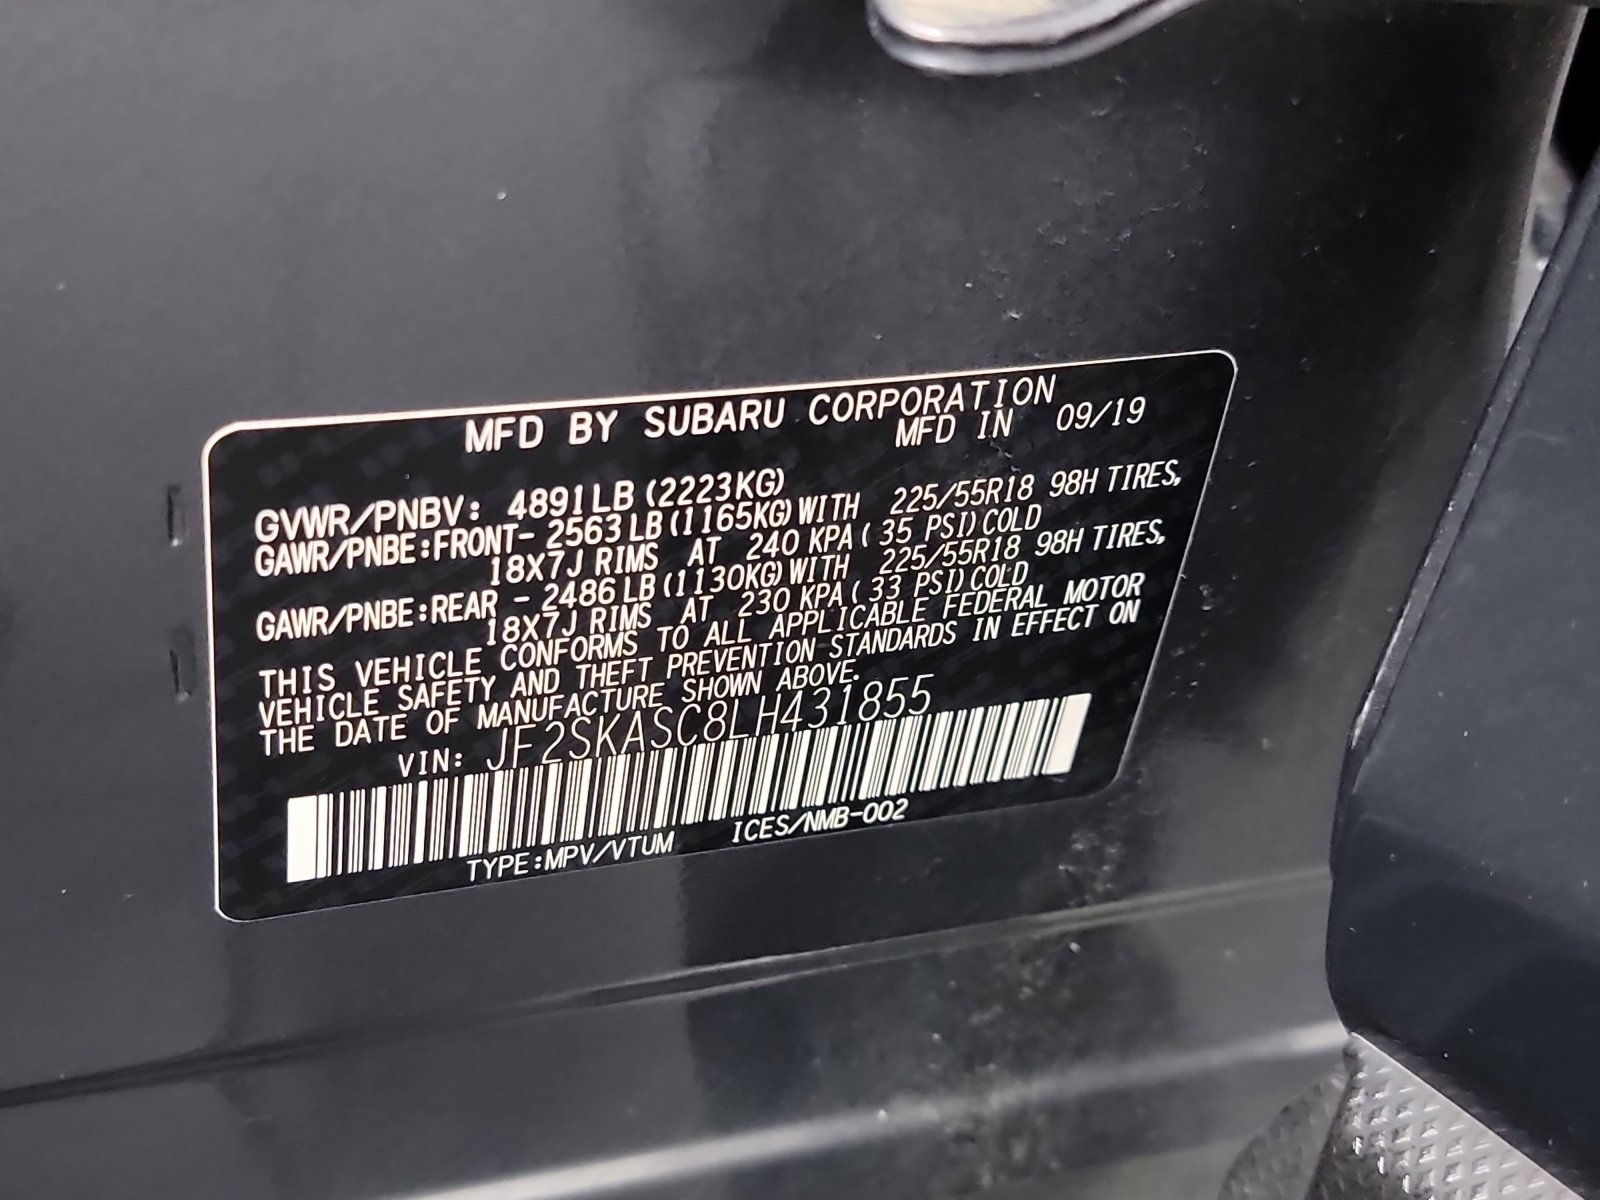 MFD BY SUBARU CORPORATION
MFD IN 09/19
GVWR/PNBV: 4891LB (2223KG)
GAWR/PNBE:FRONT- 2563 LB (1165KG) WITH 225/55R18 98H TIRES,
18X7J RIMS AT 240 KPA ( 35 PSI) COLD
GAWR/PNBE:REAR - 2486 LB (1130KG) WITH 225/55R18 98H TIRES,
18X7J RIMS AT 230 KPA ( 33 PSI) COLD
THIS VEHICLE CONFORMS TO ALL APPLICABLE FEDERAL MOTOR
VEHICLE SAFETY AND THEFT PREVENTION STANDARDS IN EFFECT ON
THE DATE OF MANUFACTURE SHOWN ABOVE.
VIN: JF2SKASC8LH431855
TYPE:MPV/VTUM ICES/NMB-002